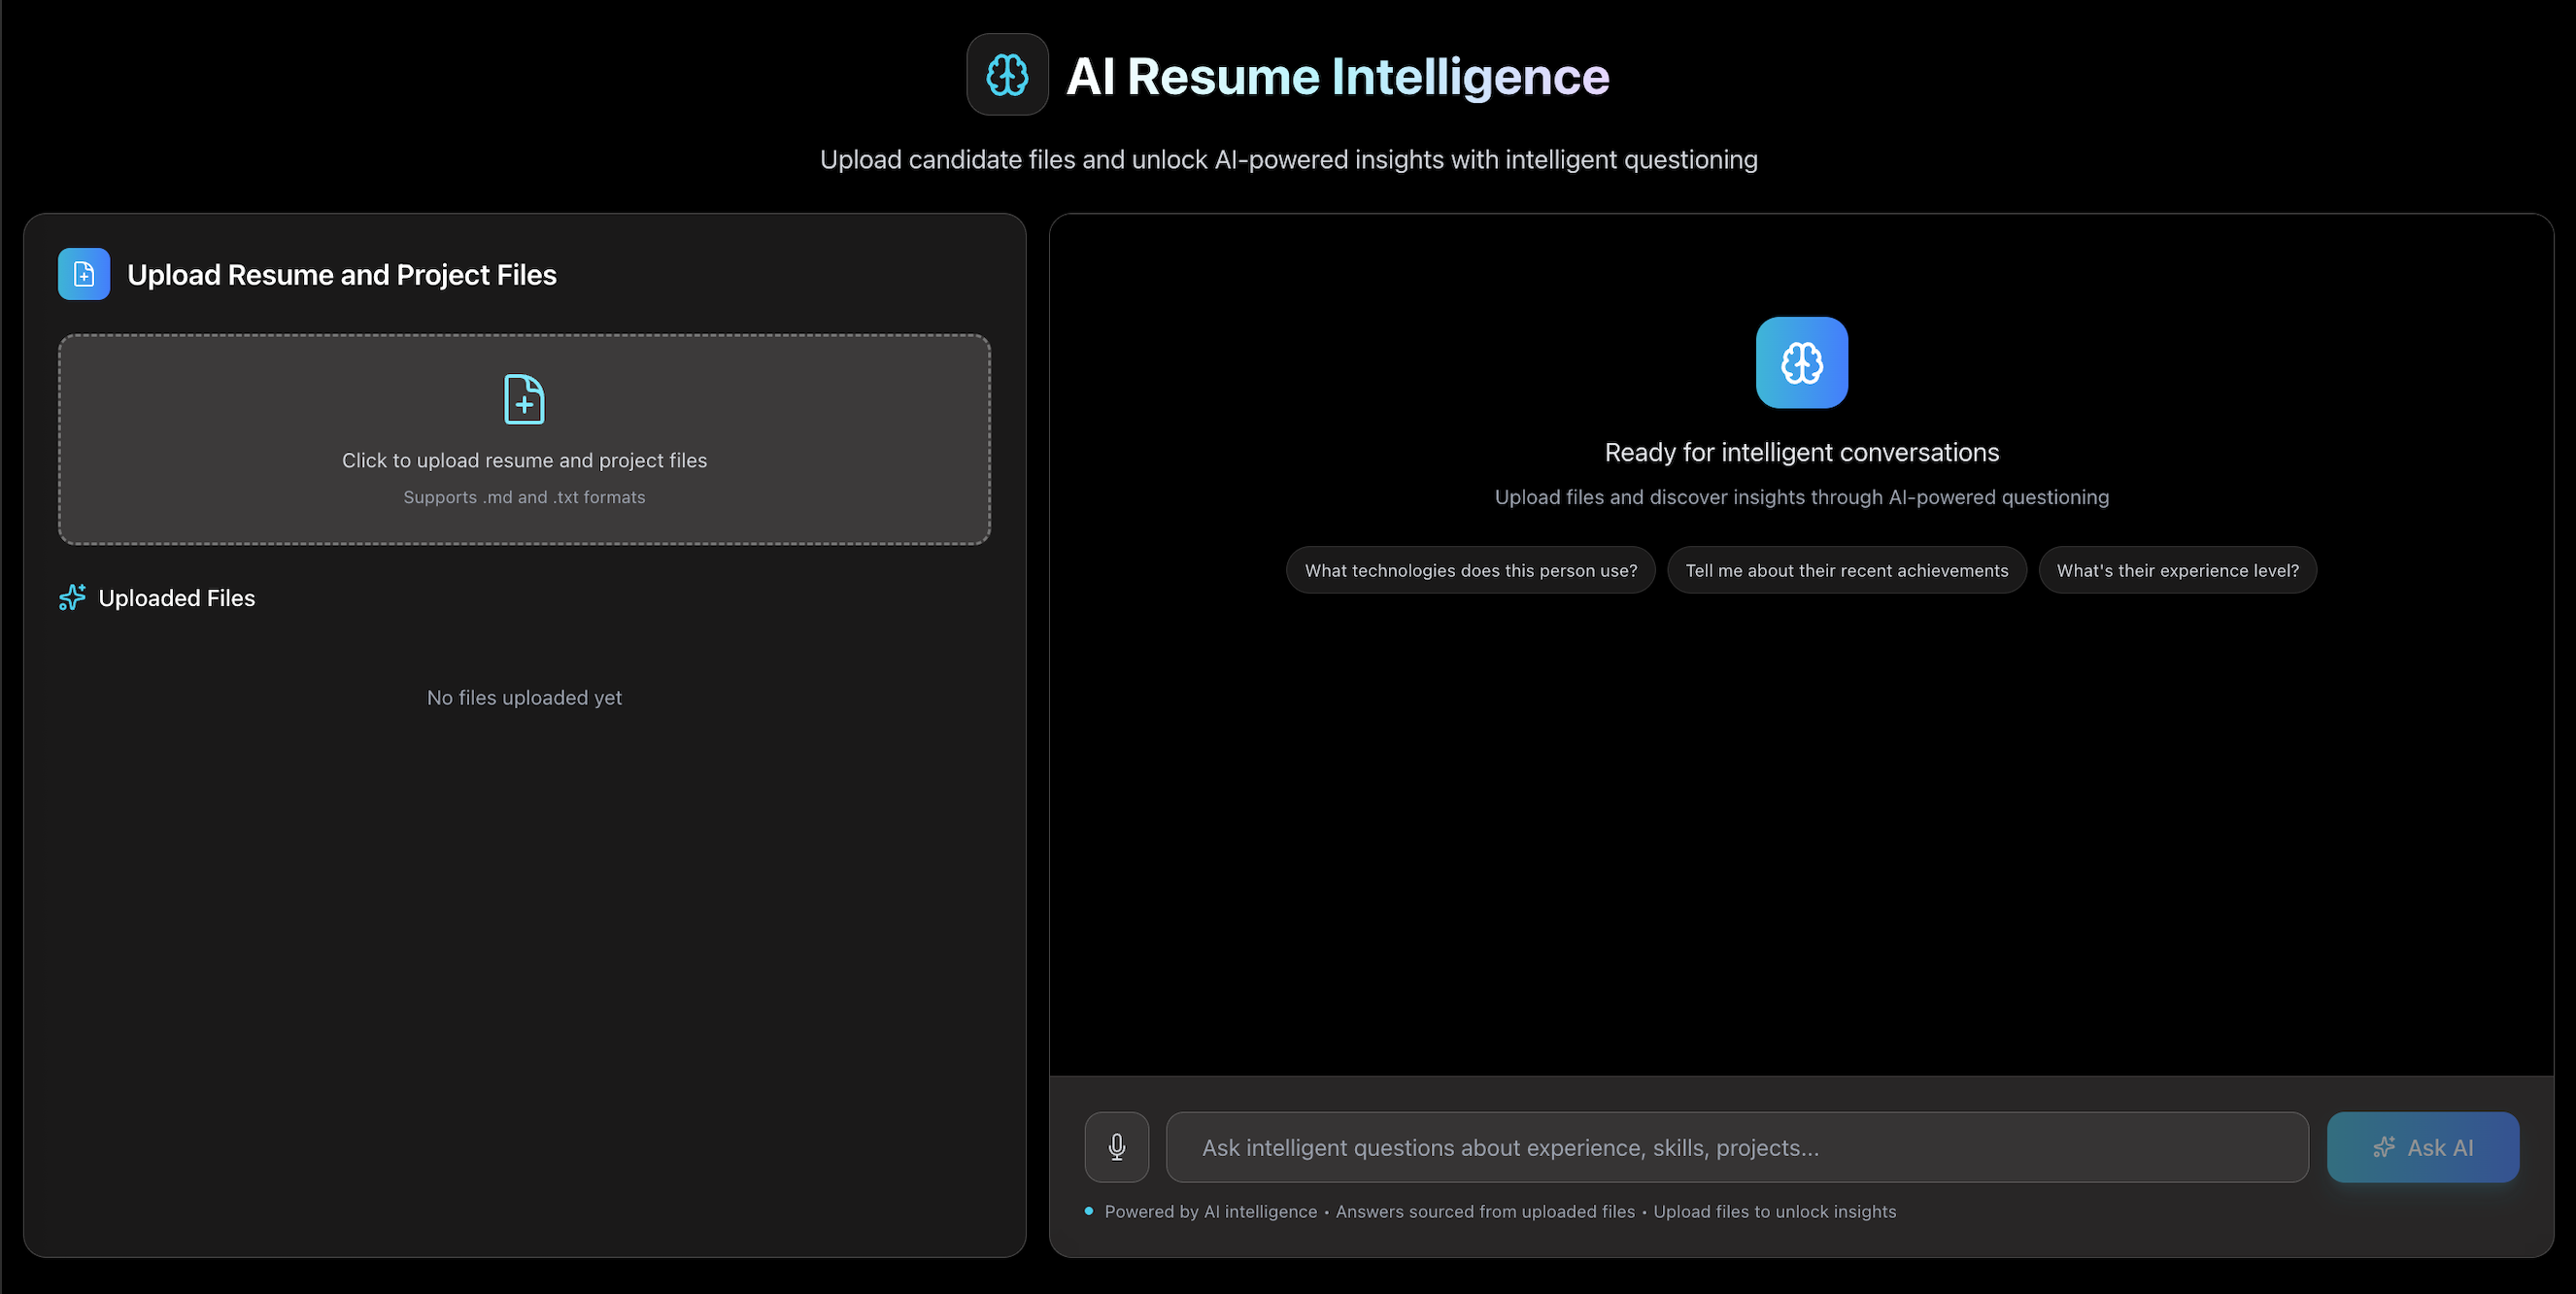 AI Resume Intelligence
Upload candidate files and unlock AI-powered insights with intelligent questioning
Upload Resume and Project Files
Click to upload resume and project files
Supports .md and .txt formats
Uploaded Files
No files uploaded yet
Ready for intelligent conversations
Upload files and discover insights through AI-powered questioning
What technologies does this person use?
Tell me about their recent achievements
What's their experience level?
Ask intelligent questions about experience, skills, projects...
Ask AI
Powered by AI intelligence • Answers sourced from uploaded files • Upload files to unlock insights